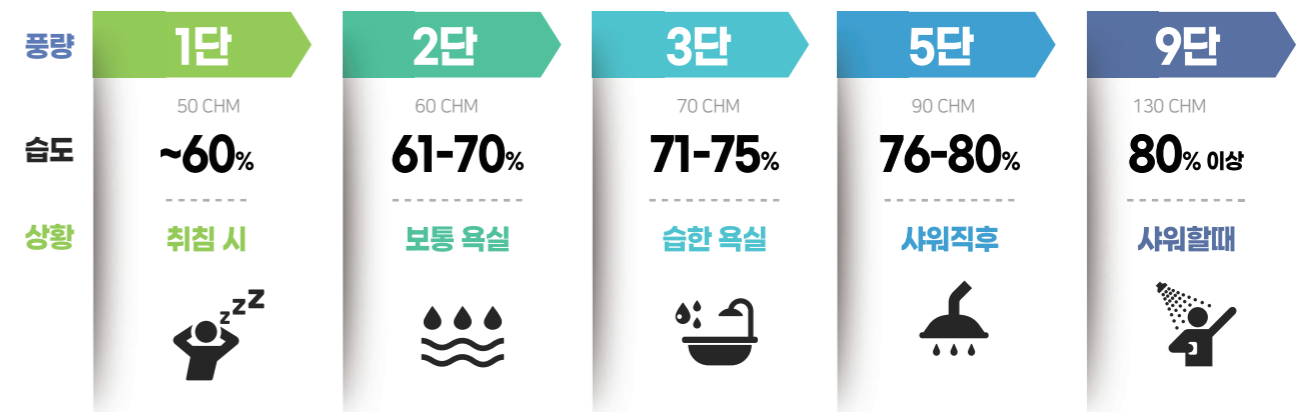 풍량 1단 2단 3단 5단 9단
50 CHM 60 CHM 70 CHM 90 CHM 130 CHM
습도 ~60% 61-70% 71-75% 76-80% 80% 이상
상황 취침 시 보통 욕실 습한 욕실 샤워직후 샤워할때
z z z